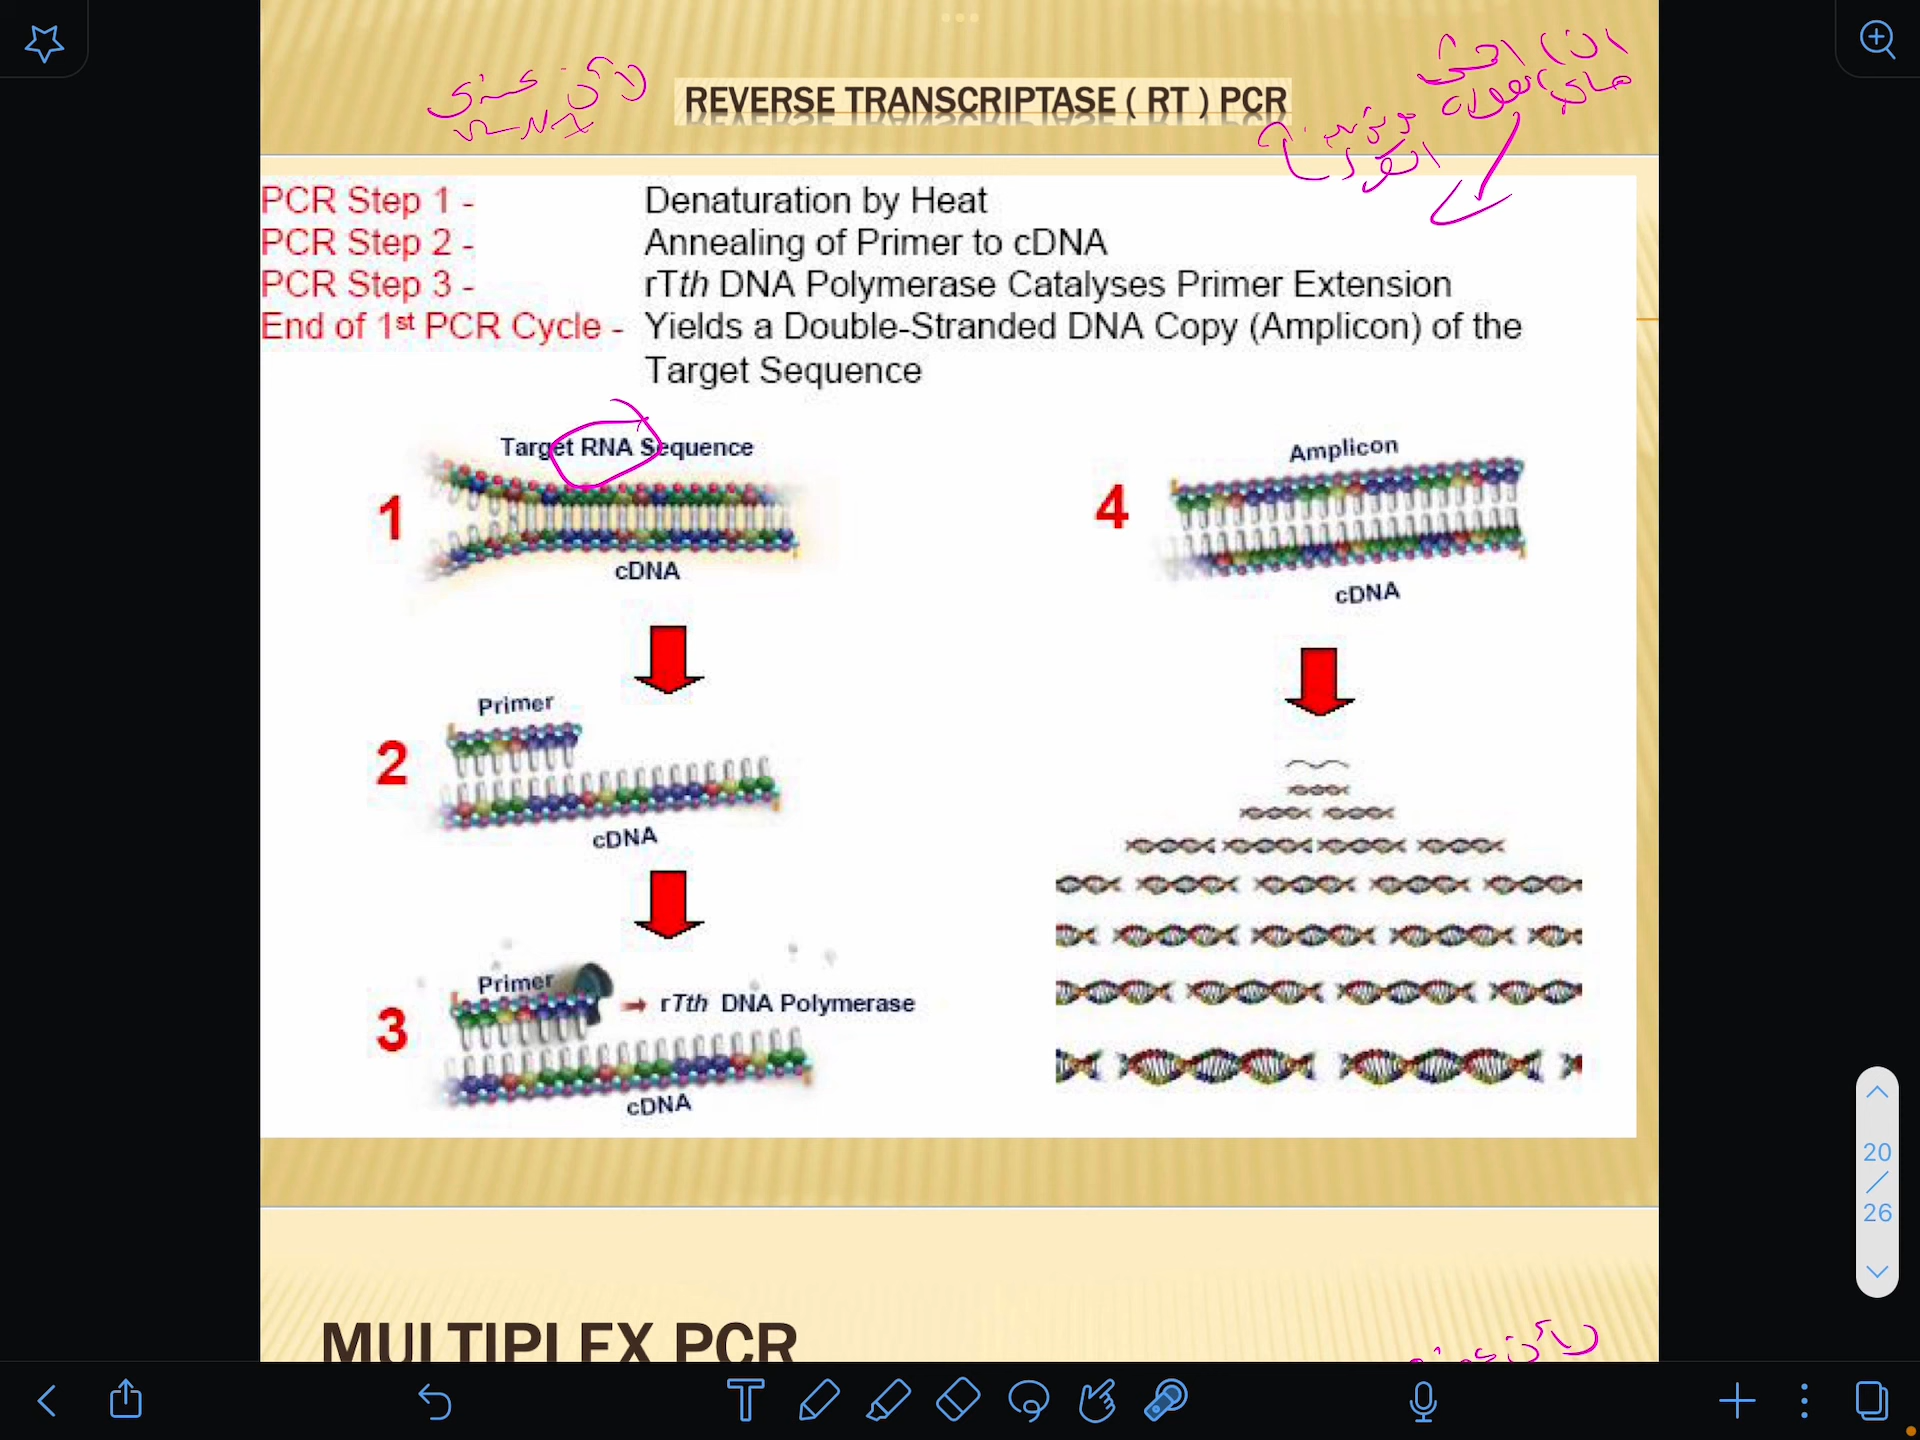 REVERSE TRANSCRIPTASE ( RT ) PCR
PCR Step 1 - Denaturation by Heat
PCR Step 2 - Annealing of Primer to cDNA
PCR Step 3 - rTth DNA Polymerase Catalyses Primer Extension
End of 1st PCR Cycle - Yields a Double-Stranded DNA Copy (Amplicon) of the
Target Sequence
Target RNA Sequence
1
cDNA
Primer
2
cDNA
Primer
rTth DNA Polymerase
3
cDNA
Amplicon
4
cDNA
MULTIPLEX PCR
20
/
26
T